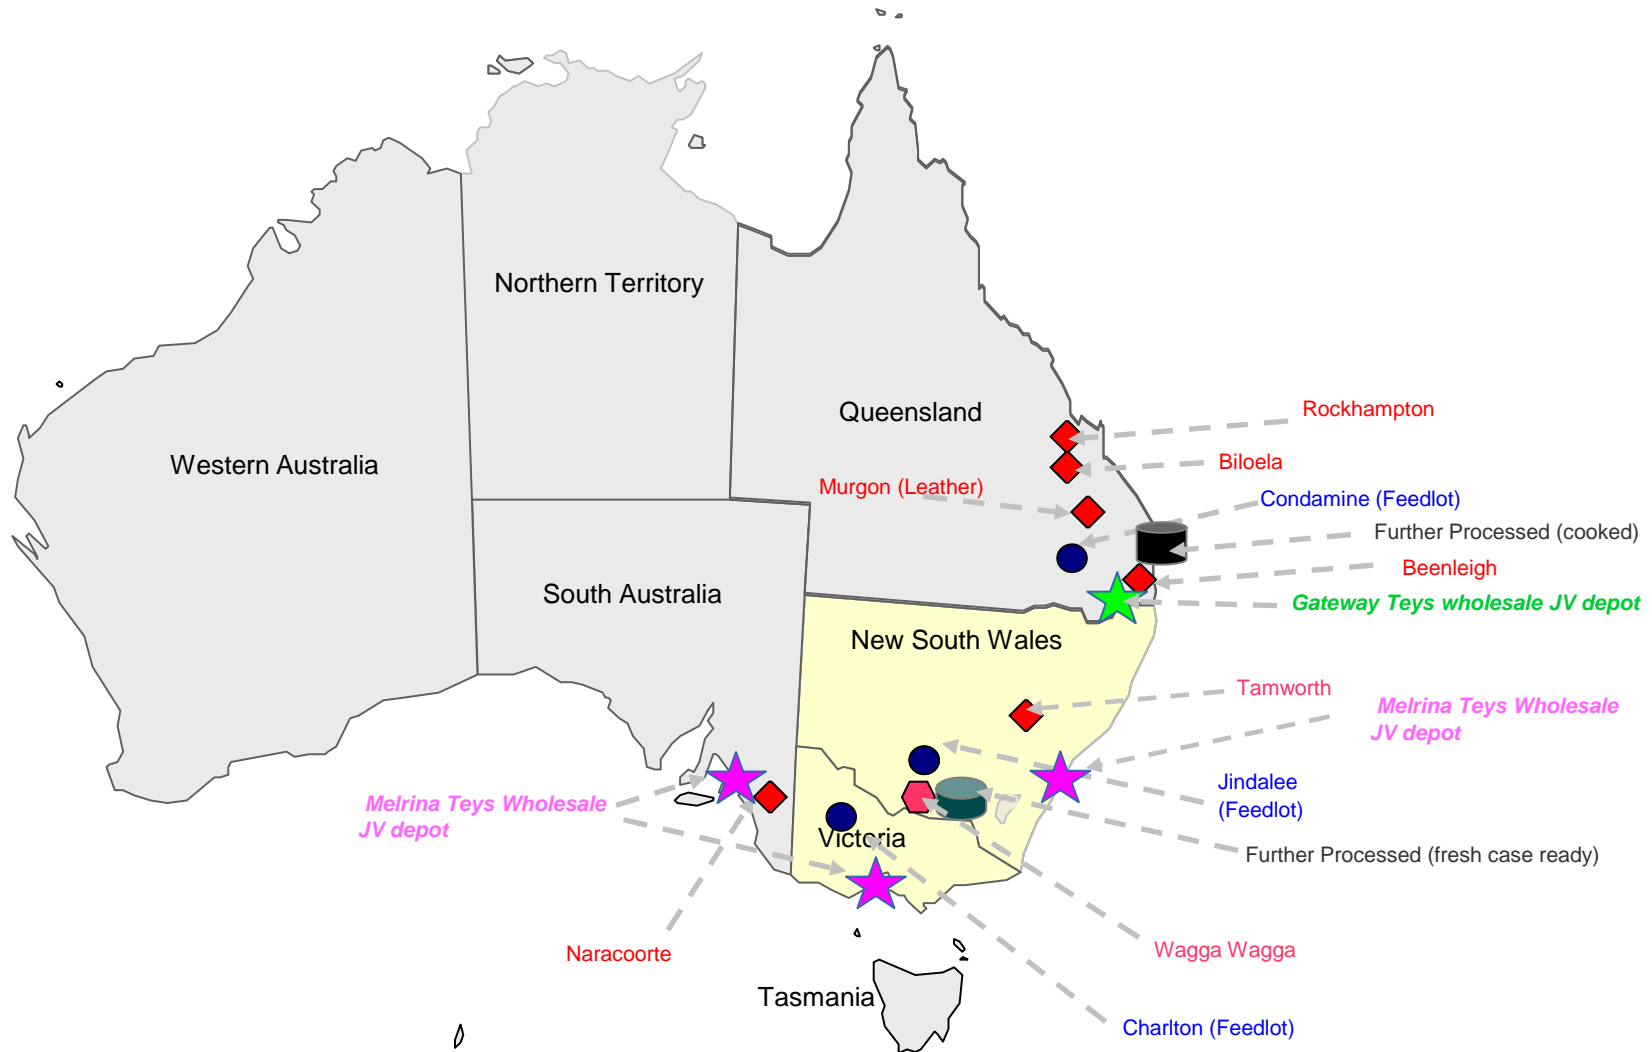 Northern Territory
Queensland
Rockhampton
Western Australia
Biloela
Murgon (Leather)
Condamine (Feedlot)
Further Processed (cooked)
Beenleigh
South Australia
Gateway Teys wholesale JV depot
New South Wales
Tamworth
Melrina Teys Wholesale
JV depot
Jindalee
(Feedlot)
Melrina Teys Wholesale
JV depot
Victoria
Further Processed (fresh case ready)
Naracoorte
Wagga Wagga
Tasmania
Charlton (Feedlot)